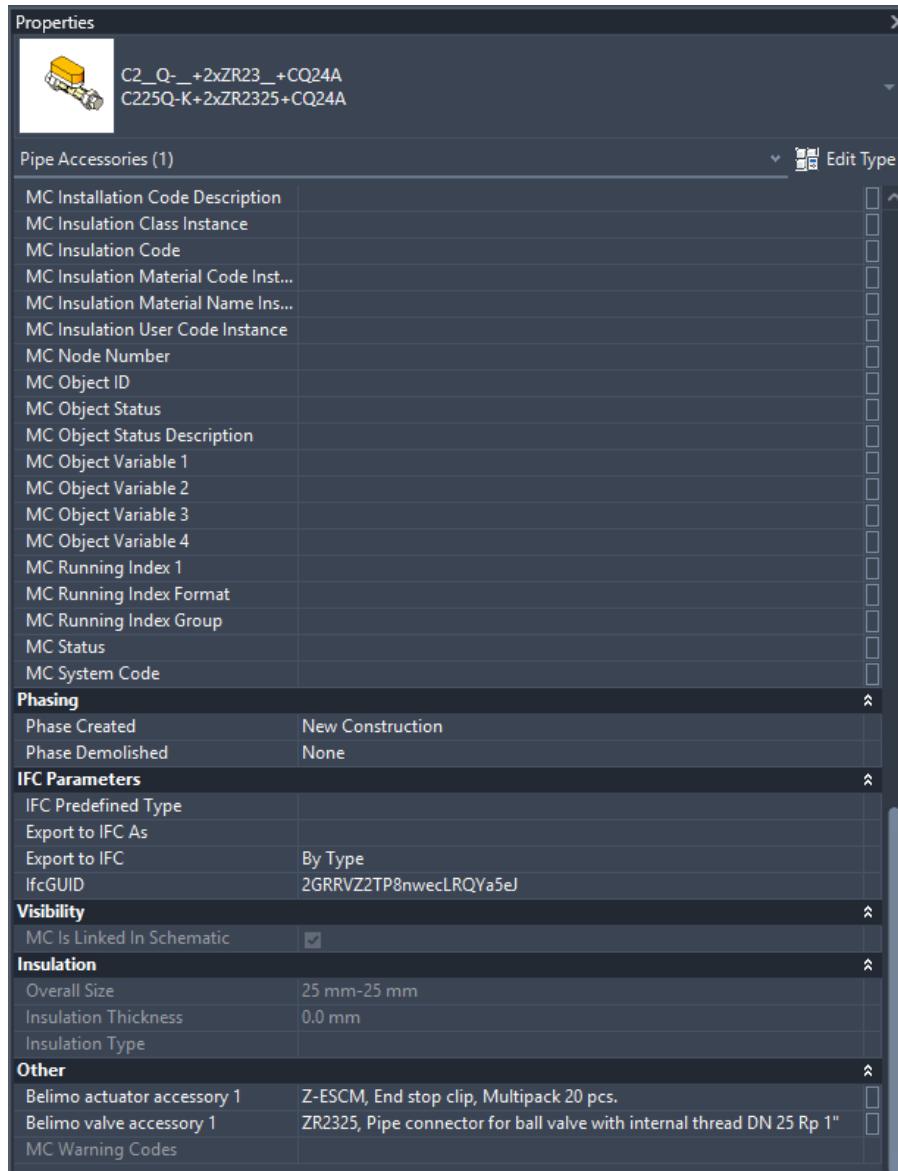 Properties
C2__Q-__+2xZR23__+CQ24A
C225Q-K+2xZR2325+CQ24A
Pipe Accessories (1) Edit Type
MC Installation Code Description
MC Insulation Class Instance
MC Insulation Code
MC Insulation Material Code Inst...
MC Insulation Material Name Ins...
MC Insulation User Code Instance
MC Node Number
MC Object ID
MC Object Status
MC Object Status Description
MC Object Variable 1
MC Object Variable 2
MC Object Variable 3
MC Object Variable 4
MC Running Index 1
MC Running Index Format
MC Running Index Group
MC Status
MC System Code
Phasing
Phase Created New Construction
Phase Demolished None
IFC Parameters
IFC Predefined Type
Export to IFC As
Export to IFC By Type
IfcGUID 2GRRVZ2TP8nwecLRQYa5eJ
Visibility
MC Is Linked In Schematic
Insulation
Overall Size 25 mm-25 mm
Insulation Thickness 0.0 mm
Insulation Type
Other
Belimo actuator accessory 1 Z-ESCM, End stop clip, Multipack 20 pcs.
Belimo valve accessory 1 ZR2325, Pipe connector for ball valve with internal thread DN 25 Rp 1"
MC Warning Codes